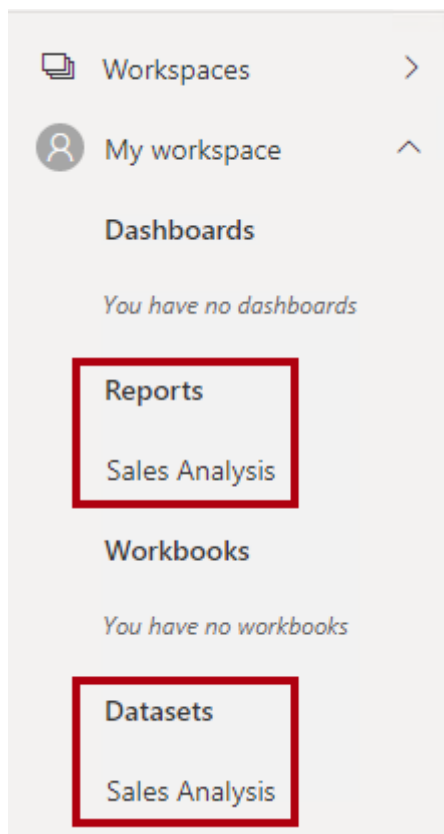 Workspaces
My workspace
Dashboards
You have no dashboards
Reports
Sales Analysis
Workbooks
You have no workbooks
Datasets
Sales Analysis